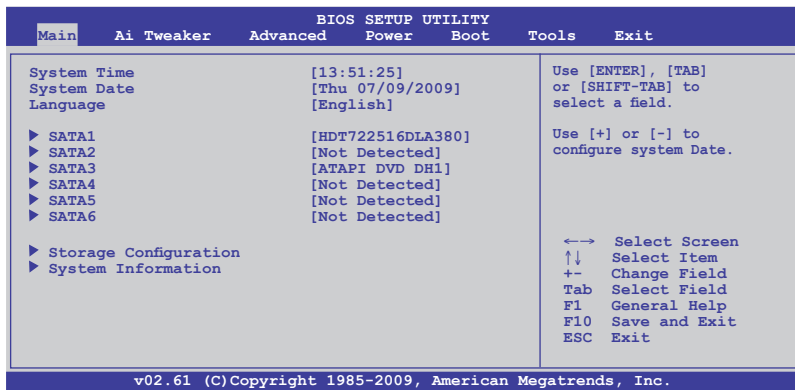 BIOS SETUP UTILITY
Main Ai Tweaker Advanced Power Boot Tools Exit
System Time [13:51:25]
System Date [Thu 07/09/2009]
Language [English]
▶ SATA1 [HDT722516DLA380]
▶ SATA2 [Not Detected]
▶ SATA3 [ATAPI DVD DH1]
▶ SATA4 [Not Detected]
▶ SATA5 [Not Detected]
▶ SATA6 [Not Detected]
▶ Storage Configuration
▶ System Information
Use [ENTER], [TAB]
or [SHIFT-TAB] to
select a field.
Use [+] or [-] to
configure system Date.
←→ Select Screen
↑↓ Select Item
+- Change Field
Tab Select Field
F1 General Help
F10 Save and Exit
ESC Exit
v02.61 (C)Copyright 1985-2009, American Megatrends, Inc.